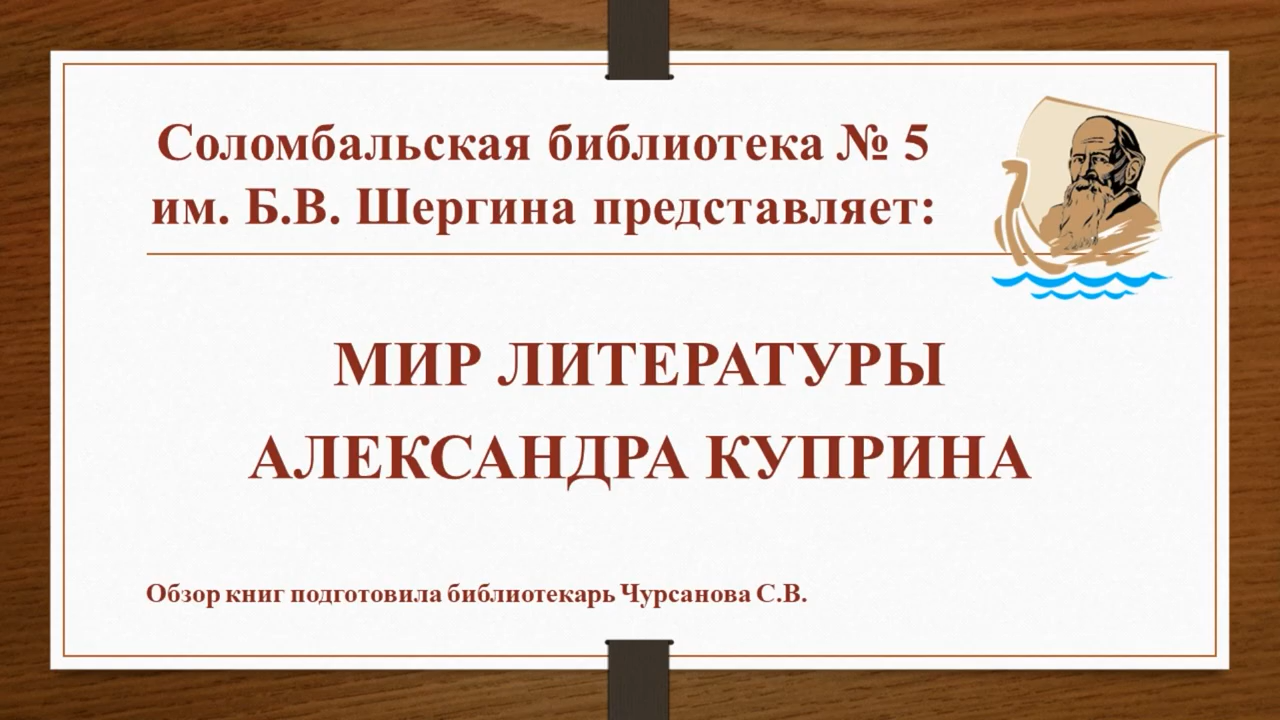 Соломбальская библиотека № 5
им. Б.В. Шергина представляет:
МИР ЛИТЕРАТУРЫ
АЛЕКСАНДРА КУПРИНА
Обзор книг подготовила библиотекарь Чурсанова С.В.